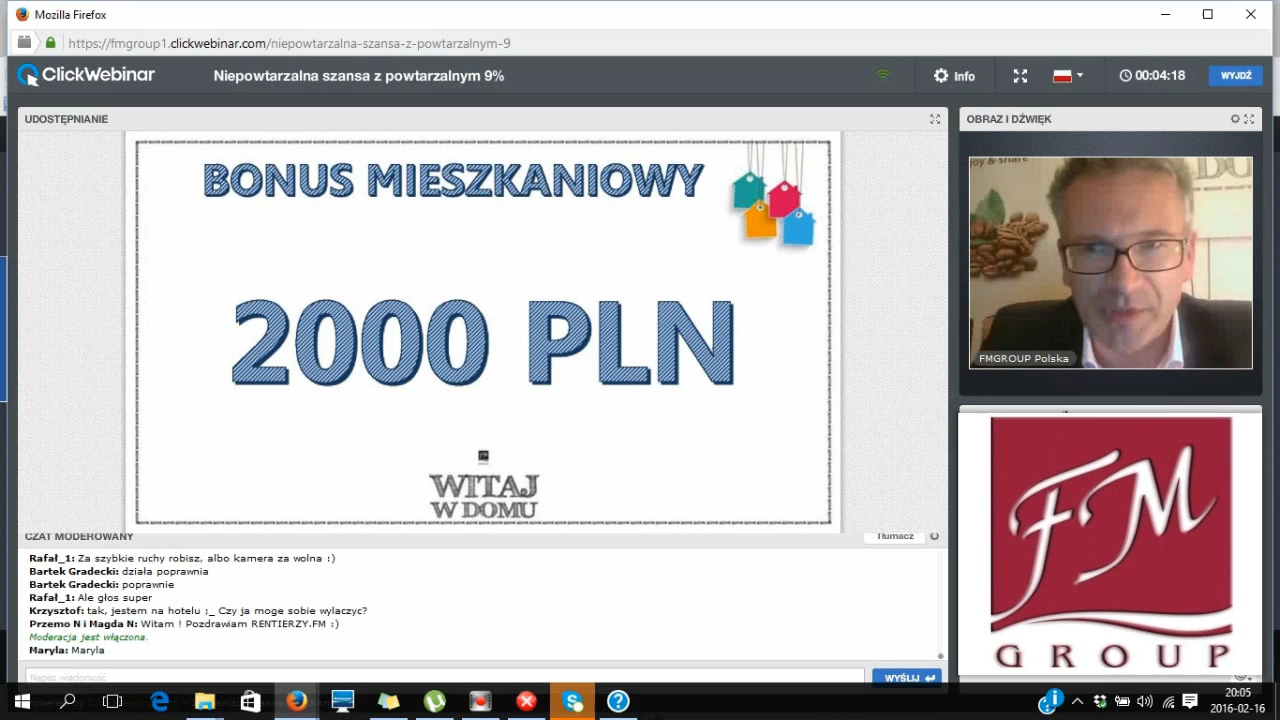 Mozilla Firefox
https://fmgroup1.clickwebinar.com/niepowtarzalna-szansa-z-powtarzalnym-9
ClickWebinar
Niepowtarzalna szansa z powtarzalnym 9%
Info
00:04:18
WYJDŹ
UDOSTĘPNIANIE
OBRAZ I DŹWIĘK
BONUS MIESZKANIOWY
2000 PLN
WITAJ
W DOMU
joy & share
FMGROUP Polska
FM
GROUP
CZAT MODEROWANY
Tłumacz
Rafał_1: Za szybkie ruchy robisz, albo kamera za wolna :)
Bartek Gradecki: działa poprawnia
Bartek Gradecki: poprawnie
Rafał_1: Ale głos super
Krzysztof: tak, jestem na hotelu ;_ Czy ja moge sobie wylaczyc?
Przemo N i Magda N: Witam ! Pozdrawiam RENTIERZY.FM :)
Moderacja jest włączona.
Maryla: Maryla
Napisz wiadomość
WYŚLIJ
20:05
2016-02-16